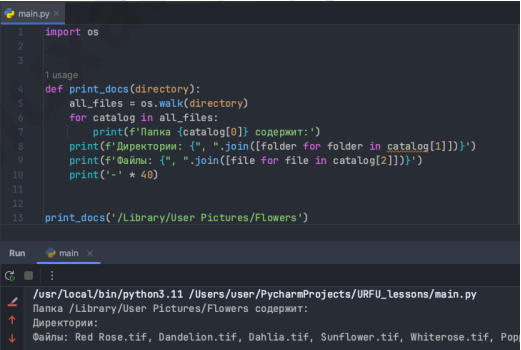 main.py
1 import os
2
3
1 usage
4 def print_docs(directory):
5 all_files = os.walk(directory)
6 for catalog in all_files:
7 print(f'Папка {catalog[0]} содержит:')
8 print(f'Директории: {", ".join([folder for folder in catalog[1]])}')
9 print(f'Файлы: {", ".join([file for file in catalog[2]])}')
10 print('-' * 40)
11
12
13 print_docs('/Library/User Pictures/Flowers')
Run main
/usr/local/bin/python3.11 /Users/user/PycharmProjects/URFU_lessons/main.py
Папка /Library/User Pictures/Flowers содержит:
Директории:
Файлы: Red Rose.tif, Dandelion.tif, Dahlia.tif, Sunflower.tif, Whiterose.tif, Pop